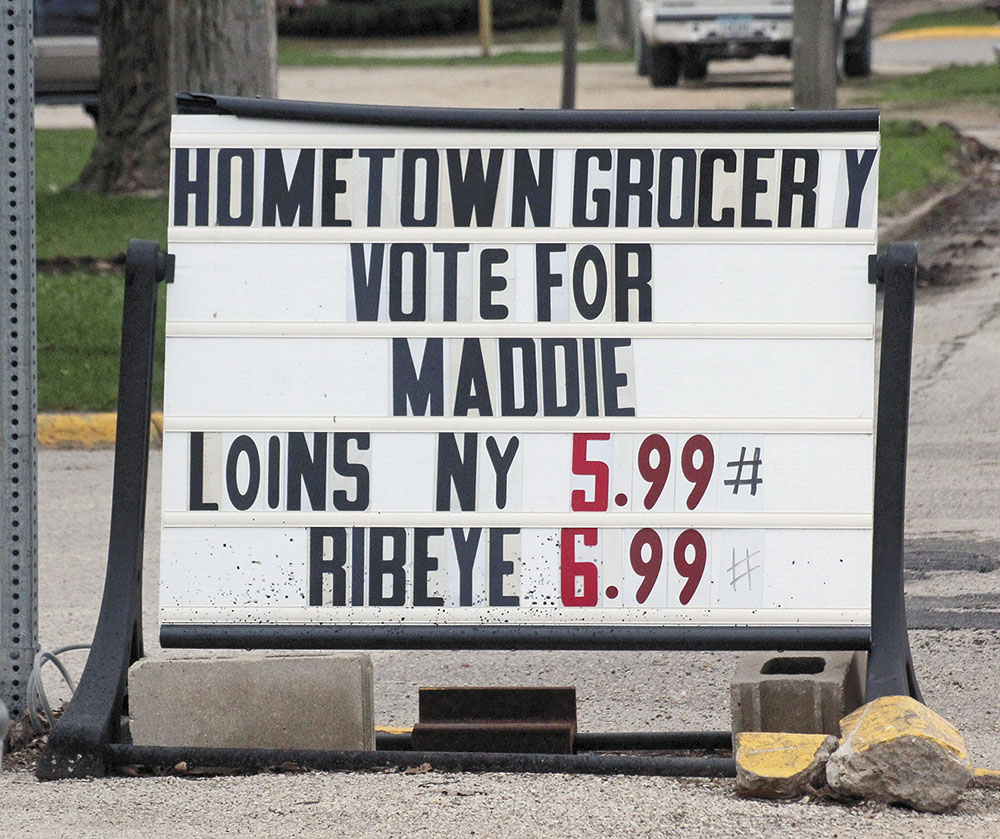 HOMETOWN GROCERY
VOTE FOR
MADDIE
LOINS NY 5.99#
RIBEYE 6.99 #